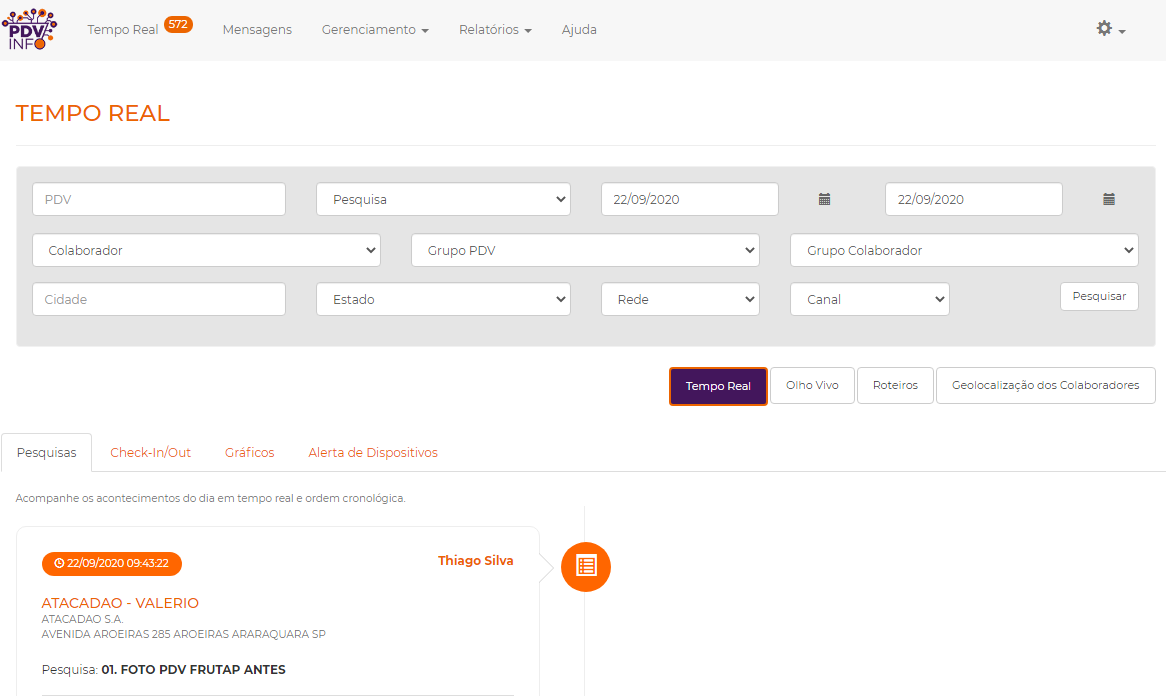 PDV
INFO
Tempo Real 572 Mensagens Gerenciamento Relatórios Ajuda
TEMPO REAL
PDV Pesquisa 22/09/2020 22/09/2020
Colaborador Grupo PDV Grupo Colaborador
Cidade Estado Rede Canal Pesquisar
Tempo Real Olho Vivo Roteiros Geolocalização dos Colaboradores
Pesquisas Check-In/Out Gráficos Alerta de Dispositivos
Acompanhe os acontecimentos do dia em tempo real e ordem cronológica.
22/09/2020 09:43:22 Thiago Silva
ATACADAO - VALERIO
ATACADAO S.A.
AVENIDA AROEIRAS 285 AROEIRAS ARARAQUARA SP
Pesquisa: 01. FOTO PDV FRUTAP ANTES